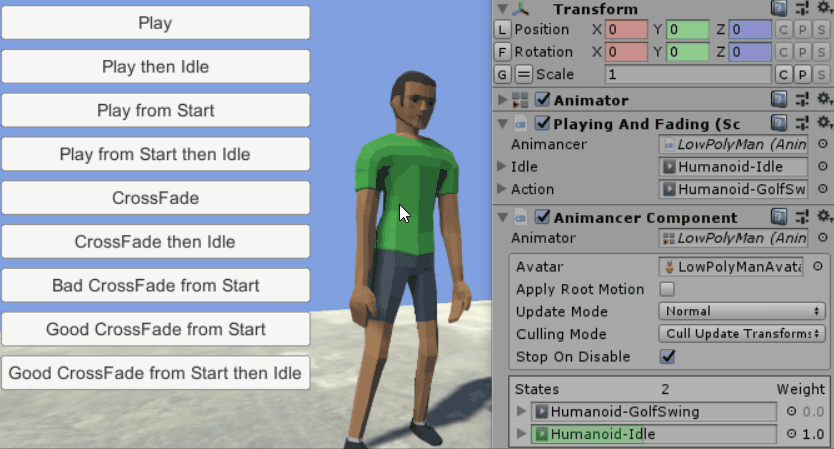 Play
Play then Idle
Play from Start
Play from Start then Idle
CrossFade
CrossFade then Idle
Bad CrossFade from Start
Good CrossFade from Start
Good CrossFade from Start then Idle
Transform
L Position X 0 Y 0 Z 0 C P S
F Rotation X 0 Y 0 Z 0 C P S
G Scale 1 C P S
Animator
Playing And Fading (Sc
Animancer LowPolyMan (Anin
Idle Humanoid-Idle
Action Humanoid-GolfSw
Animancer Component
Animator LowPolyMan (Anin
Avatar LowPolyManAvata
Apply Root Motion
Update Mode Normal
Culling Mode Cull Update Transforms
Stop On Disable
States 2 Weight
Humanoid-GolfSwing 0.0
Humanoid-Idle 1.0